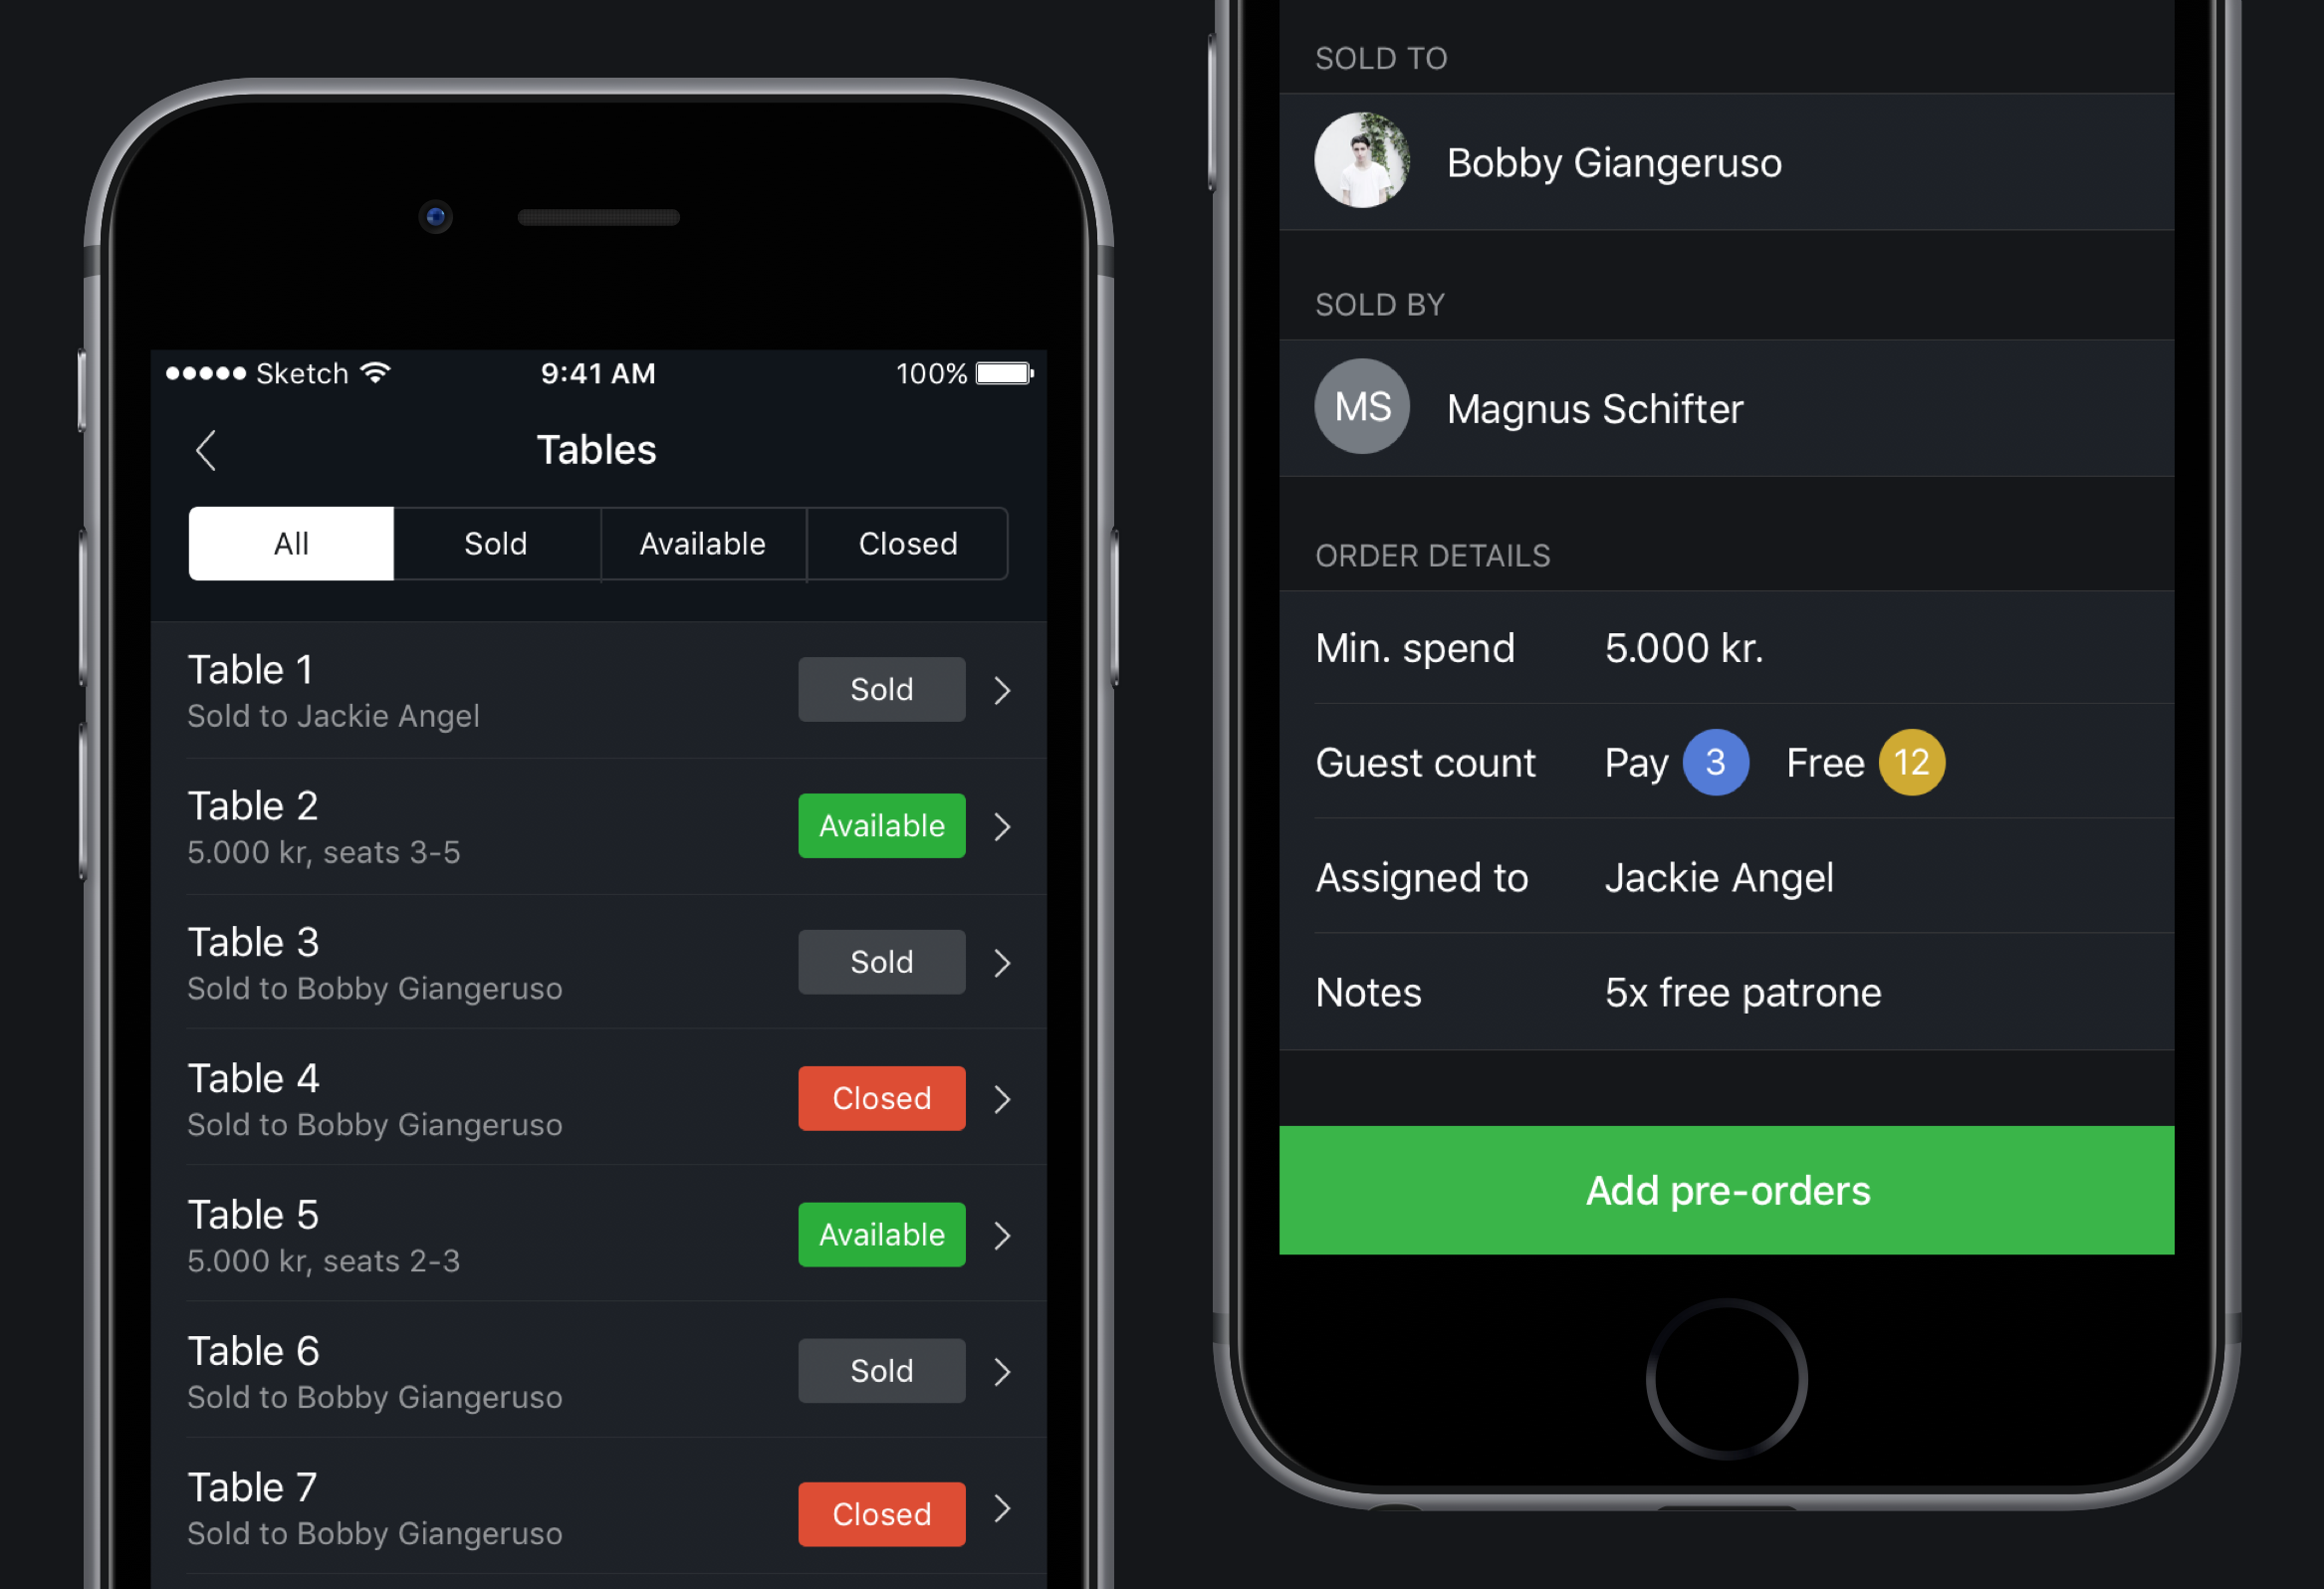 Sketch 9:41 AM 100%
Tables
All Sold Available Closed
Table 1
Sold to Jackie Angel
Sold
Table 2
5.000 kr, seats 3-5
Available
Table 3
Sold to Bobby Giangeruso
Sold
Table 4
Sold to Bobby Giangeruso
Closed
Table 5
5.000 kr, seats 2-3
Available
Table 6
Sold to Bobby Giangeruso
Sold
Table 7
Sold to Bobby Giangeruso
Closed
SOLD TO
Bobby Giangeruso
SOLD BY
MS Magnus Schifter
ORDER DETAILS
Min. spend 5.000 kr.
Guest count Pay 3 Free 12
Assigned to Jackie Angel
Notes 5x free patrone
Add pre-orders